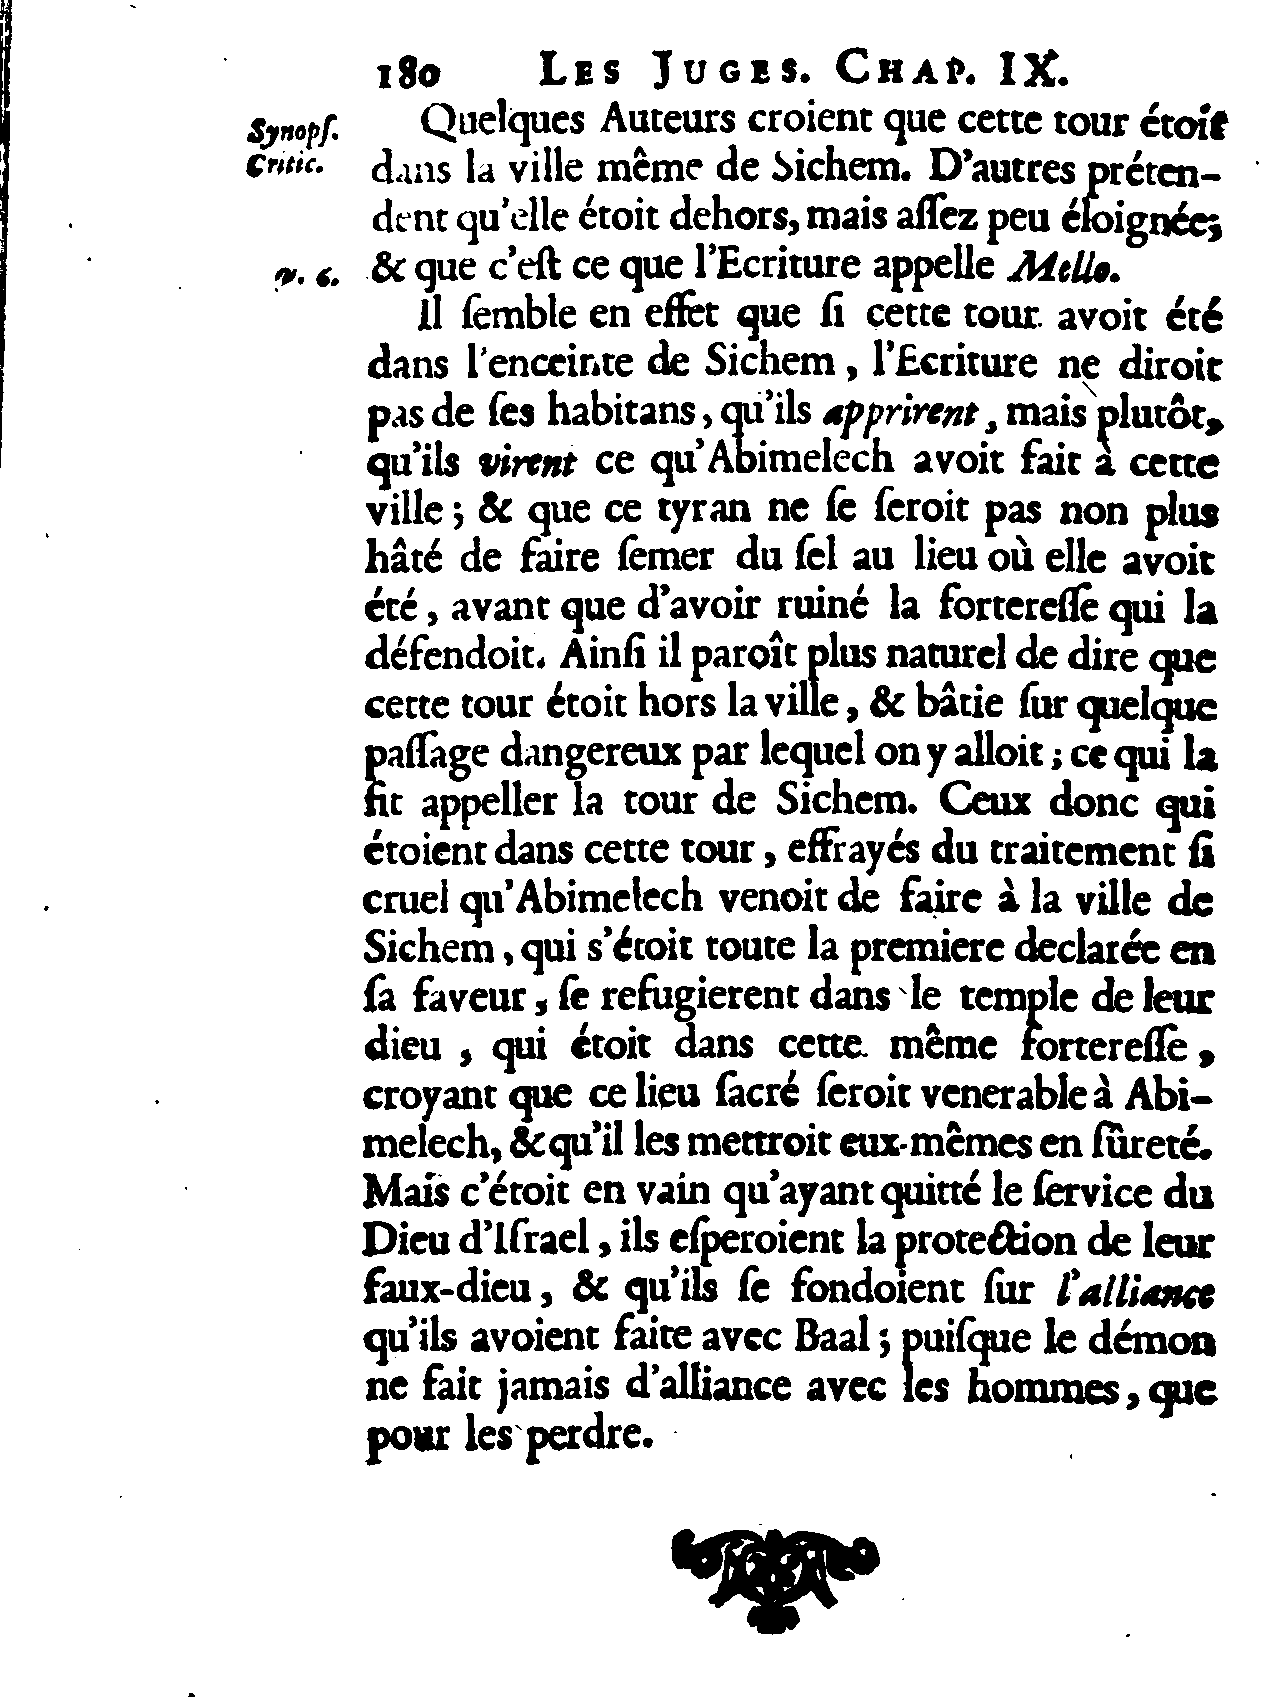 180 LES JUGES. CHAP. IX.
Synopſ.
Critic.
Quelques Auteurs croient que cette tour étoit
dans la ville même de Sichem. D'autres préten-
dent qu'elle étoit dehors, mais aſſez peu éloignée;
v. 6.
& que c'eſt ce que l'Ecriture appelle Mello.
Il ſemble en effet que ſi cette tour avoit été
dans l'enceinte de Sichem, l'Ecriture ne diroit
pas de ſes habitans, qu'ils apprirent, mais plutôt,
qu'ils virent ce qu'Abimelech avoit fait à cette
ville; & que ce tyran ne ſe ſeroit pas non plus
hâté de faire ſemer du ſel au lieu où elle avoit
été, avant que d'avoir ruiné la fortereſſe qui la
défendoit. Ainſi il paroît plus naturel de dire que
cette tour étoit hors la ville, & bâtie ſur quelque
paſſage dangereux par lequel on y alloit; ce qui la
fit appeller la tour de Sichem. Ceux donc qui
étoient dans cette tour, effrayés du traitement ſi
cruel qu'Abimelech venoit de faire à la ville de
Sichem, qui s'étoit toute la premiere declarée en
ſa faveur, ſe refugierent dans le temple de leur
dieu, qui étoit dans cette même fortereſſe,
croyant que ce lieu ſacré ſeroit venerable à Abi-
melech, & qu'il les mettroit eux-mêmes en ſûreté.
Mais c'étoit en vain qu'ayant quitté le ſervice du
Dieu d'Iſrael, ils eſperoient la protection de leur
faux-dieu, & qu'ils ſe fondoient ſur l'alliance
qu'ils avoient faite avec Baal; puiſque le démon
ne fait jamais d'alliance avec les hommes, que
pour les perdre.